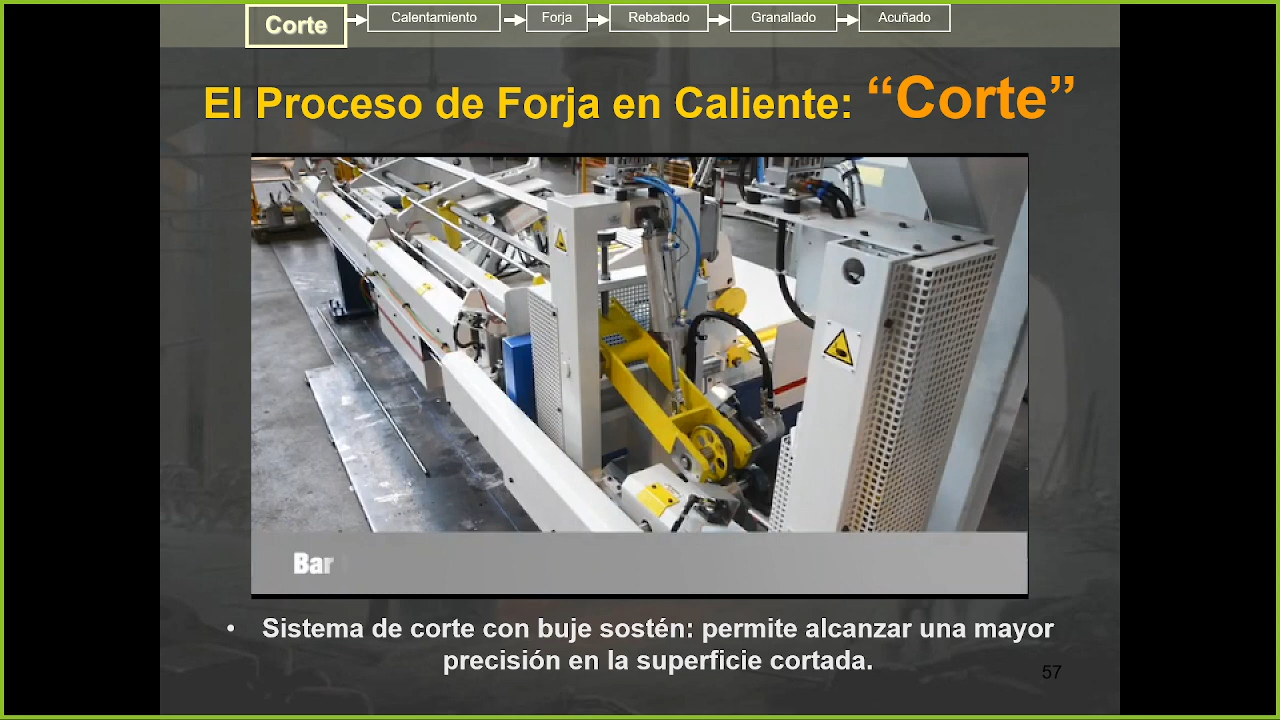 Corte
Calentamiento
Forja
Rebabado
Granallado
Acuñado
El Proceso de Forja en Caliente: “Corte”
Bar
• Sistema de corte con buje sostén: permite alcanzar una mayor
precisión en la superficie cortada.
57